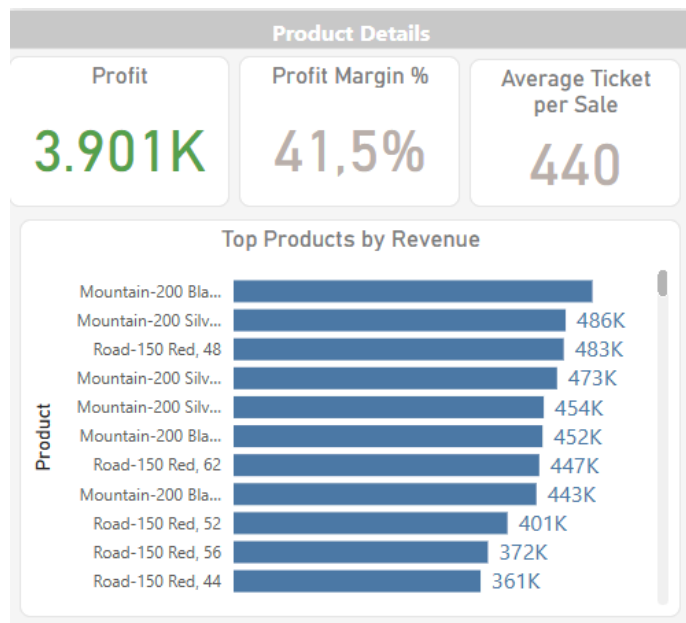 Product Details
Profit
3.901K
Profit Margin %
41,5%
Average Ticket
per Sale
440
Top Products by Revenue
Product
Mountain-200 Bla...
Mountain-200 Silv... 486K
Road-150 Red, 48 483K
Mountain-200 Silv... 473K
Mountain-200 Silv... 454K
Mountain-200 Bla... 452K
Road-150 Red, 62 447K
Mountain-200 Bla... 443K
Road-150 Red, 52 401K
Road-150 Red, 56 372K
Road-150 Red, 44 361K